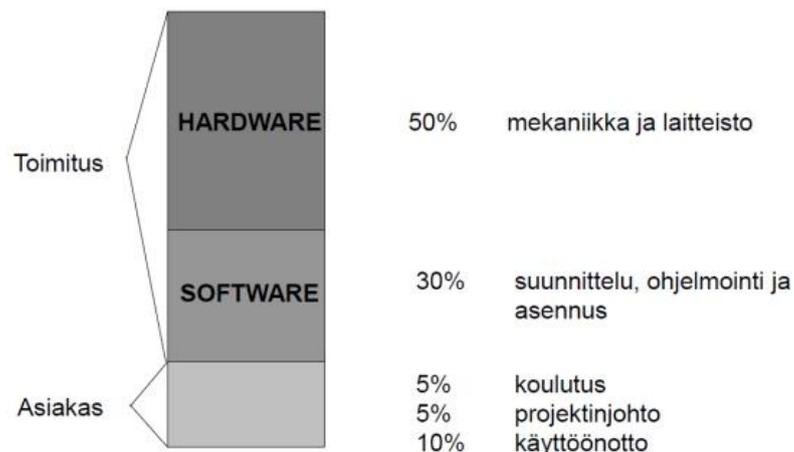 HARDWARE 50% mekaniikka ja laitteisto
Toimitus
SOFTWARE 30% suunnittelu, ohjelmointi ja
asennus
5% koulutus
Asiakas 5% projektinjohto
10% käyttöönotto